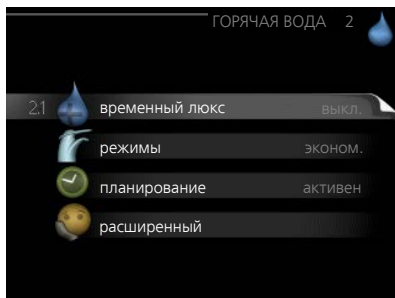 ГОРЯЧАЯ ВОДА 2
2.1 временный люкс выкл.
режимы эконом.
планирование активен
расширенный